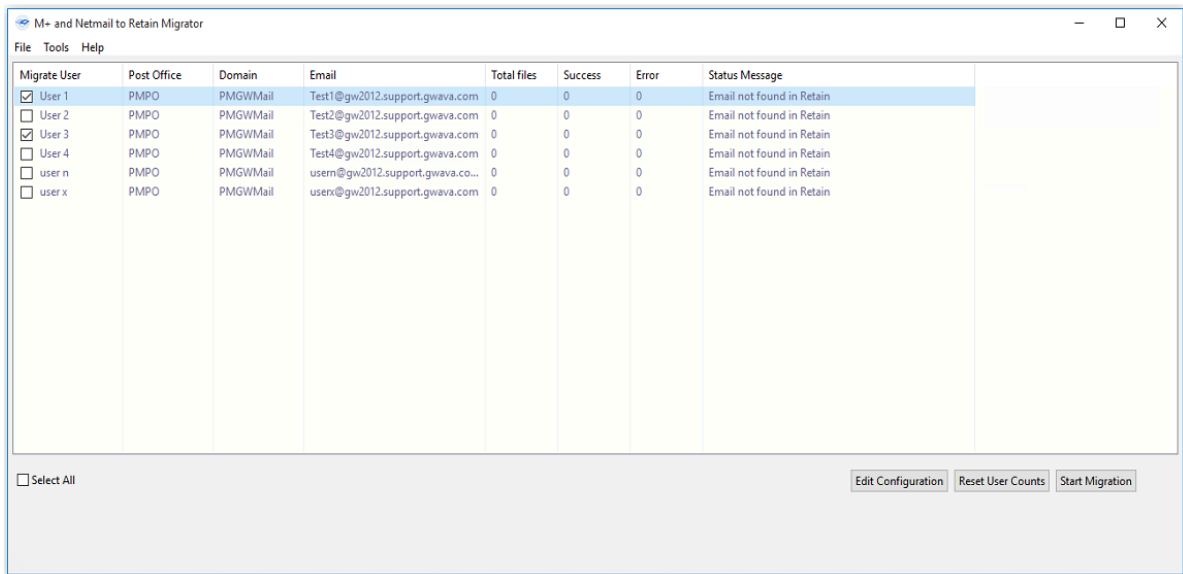 M+ and Netmail to Retain Migrator
File Tools Help
Migrate User Post Office Domain Email Total files Success Error Status Message
User 1 PMPO PMGWMail Test1@gw2012.support.gwava.com 0 0 0 Email not found in Retain
User 2 PMPO PMGWMail Test2@gw2012.support.gwava.com 0 0 0 Email not found in Retain
User 3 PMPO PMGWMail Test3@gw2012.support.gwava.com 0 0 0 Email not found in Retain
User 4 PMPO PMGWMail Test4@gw2012.support.gwava.com 0 0 0 Email not found in Retain
user n PMPO PMGWMail usern@gw2012.support.gwava.co... 0 0 0 Email not found in Retain
user x PMPO PMGWMail userx@gw2012.support.gwava.com 0 0 0 Email not found in Retain
Select All Edit Configuration Reset User Counts Start Migration